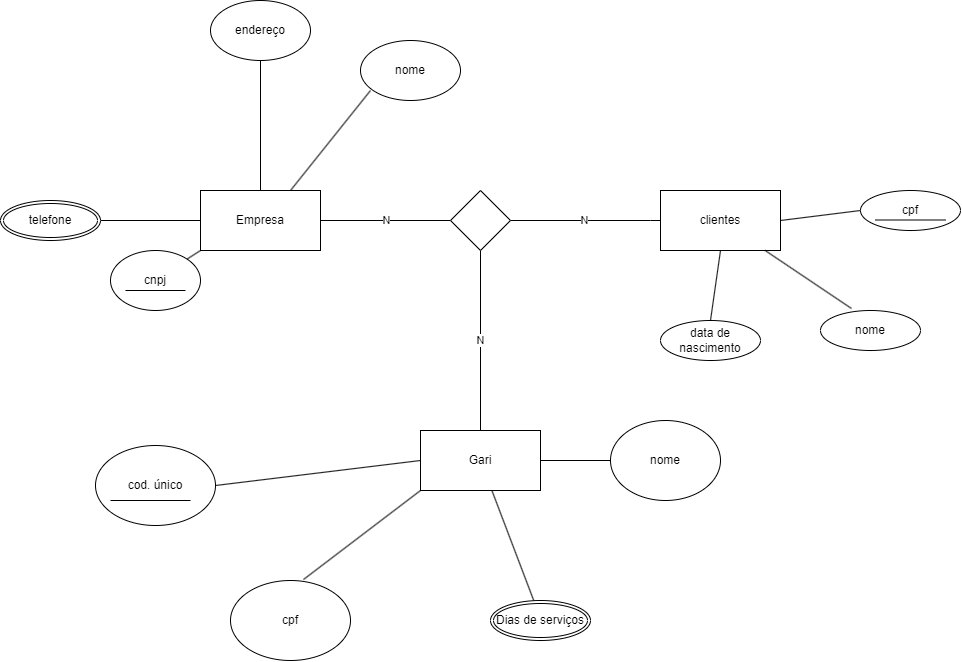 endereço
nome
telefone
Empresa
N
N
clientes
cpf
cnpj
data de
nascimento
nome
N
Gari
nome
cod. único
cpf
Dias de serviços